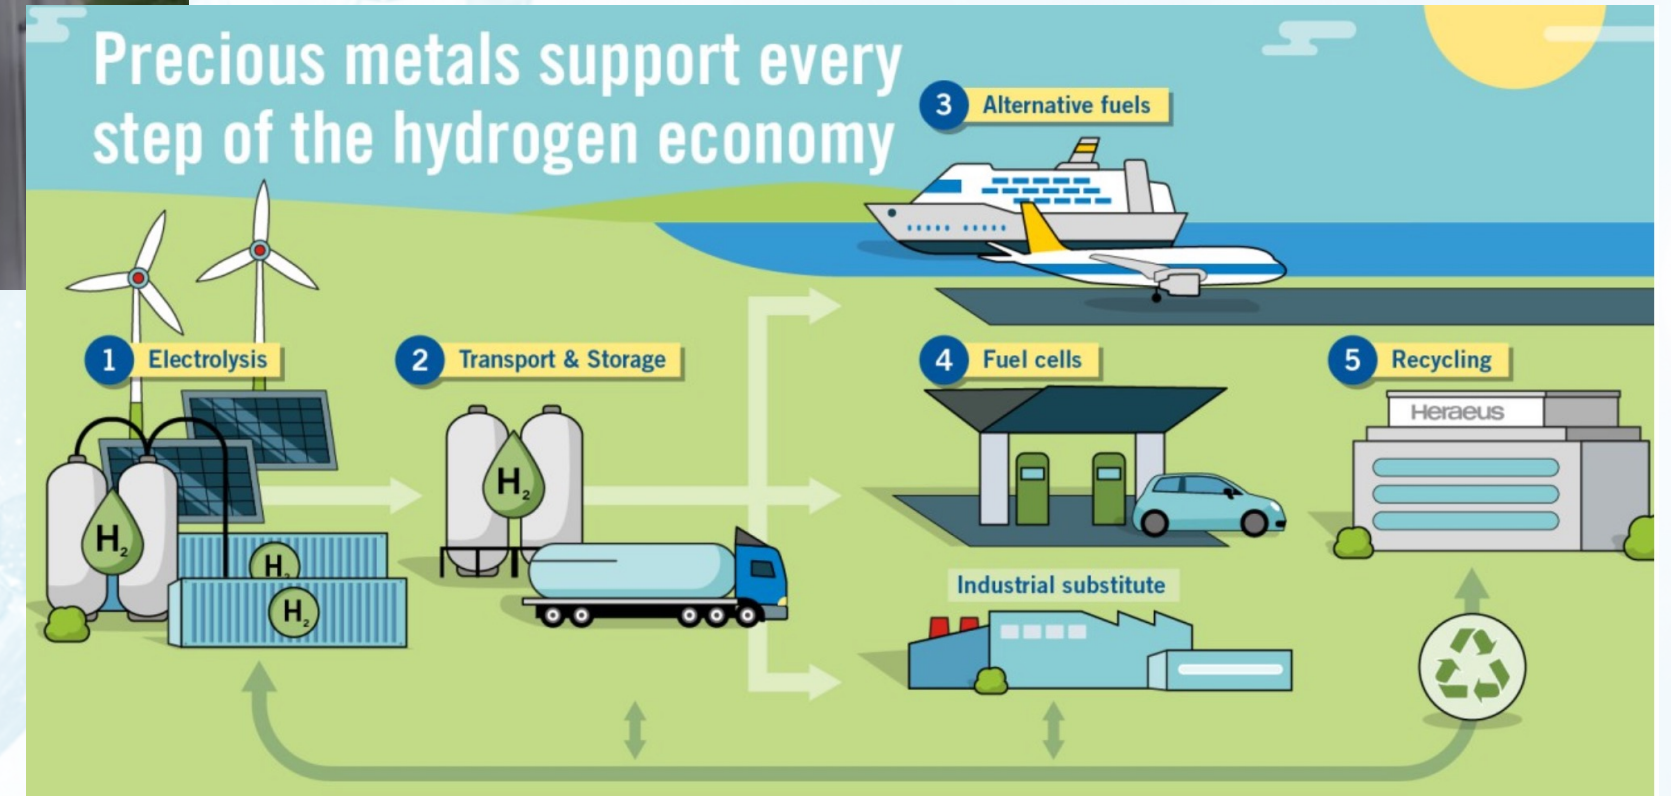 Precious metals support every
step of the hydrogen economy
3 Alternative fuels
1 Electrolysis
2 Transport & Storage
4 Fuel cells
5 Recycling
Heraeus
H₂
H₂
H₂
H₂
Industrial substitute